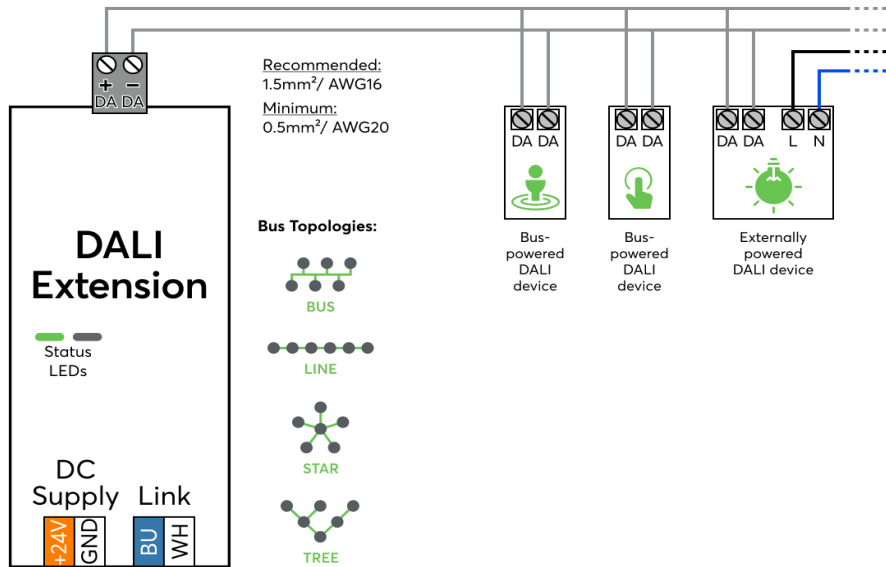 + −
DA DA
Recommended:
1.5mm²/ AWG16
Minimum:
0.5mm²/ AWG20
DA DA
DA DA
DA DA L N
Bus-
powered
DALI
device
Bus-
powered
DALI
device
Externally
powered
DALI device
DALI
Extension
Status
LEDs
Bus Topologies:
BUS
LINE
STAR
TREE
DC
Supply
Link
+24V
GND
BU
WH